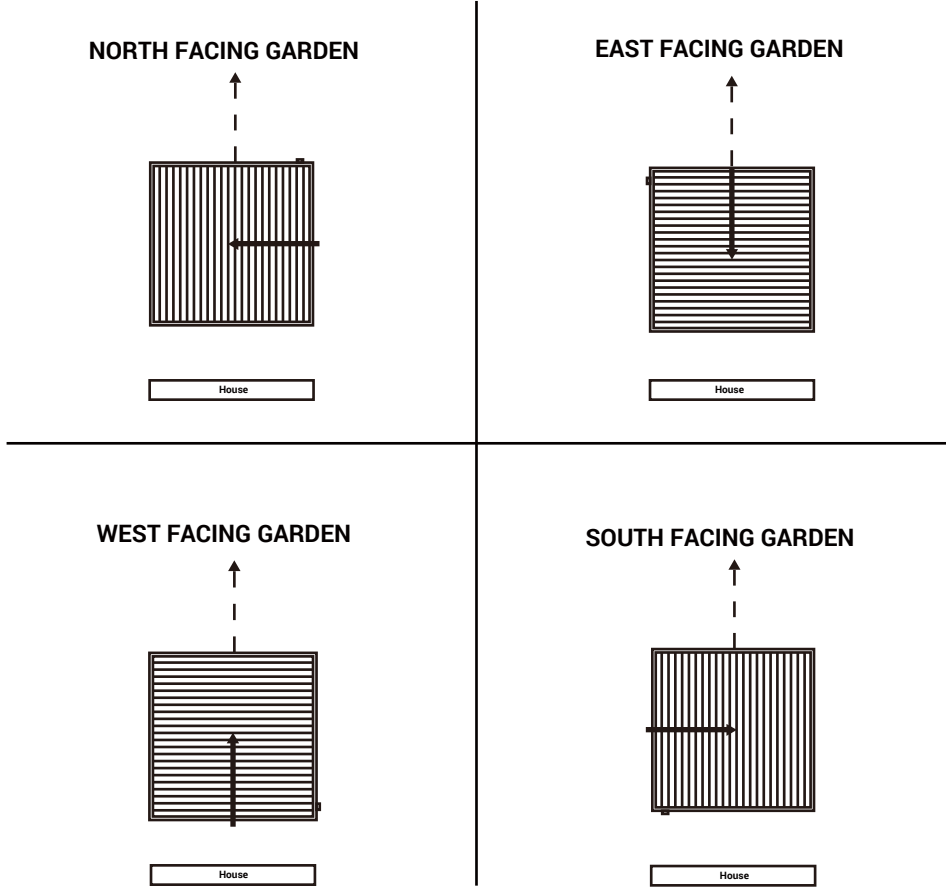 NORTH FACING GARDEN
House
EAST FACING GARDEN
House
WEST FACING GARDEN
House
SOUTH FACING GARDEN
House